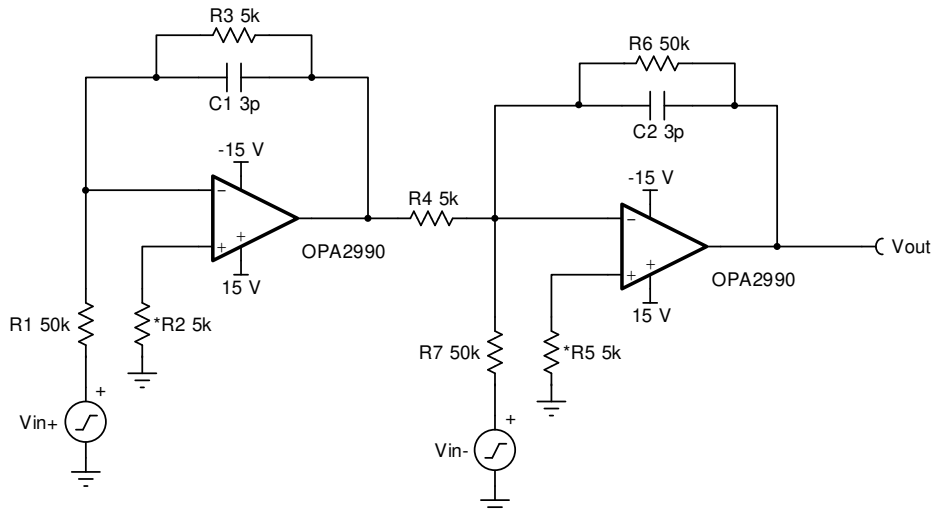 R3 5k
C1 3p
-15 V
−
+
+
15 V
OPA2990
R1 50k
*R2 5k
Vin+
+
R4 5k
R6 50k
C2 3p
-15 V
−
+
+
15 V
OPA2990
Vout
R7 50k
*R5 5k
Vin-
+